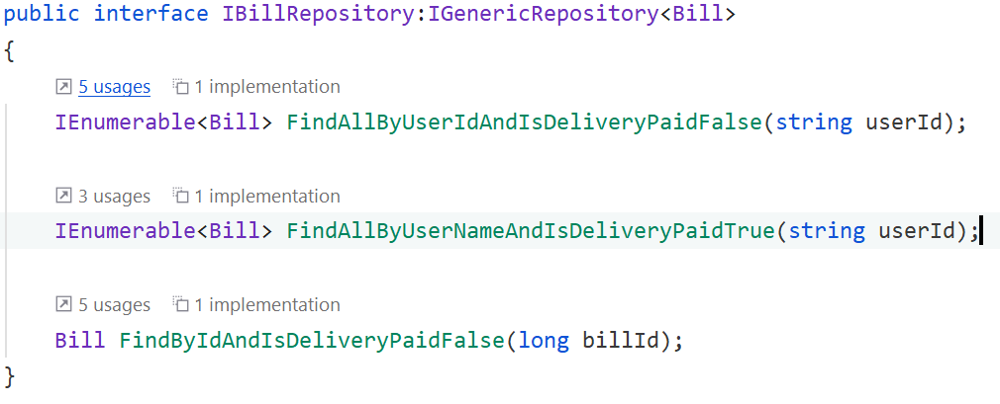 public interface IBillRepository:IGenericRepository<Bill>
{
5 usages 1 implementation
IEnumerable<Bill> FindAllByUserIdAndIsDeliveryPaidFalse(string userId);
3 usages 1 implementation
IEnumerable<Bill> FindAllByUserNameAndIsDeliveryPaidTrue(string userId);
5 usages 1 implementation
Bill FindByIdAndIsDeliveryPaidFalse(long billId);
}